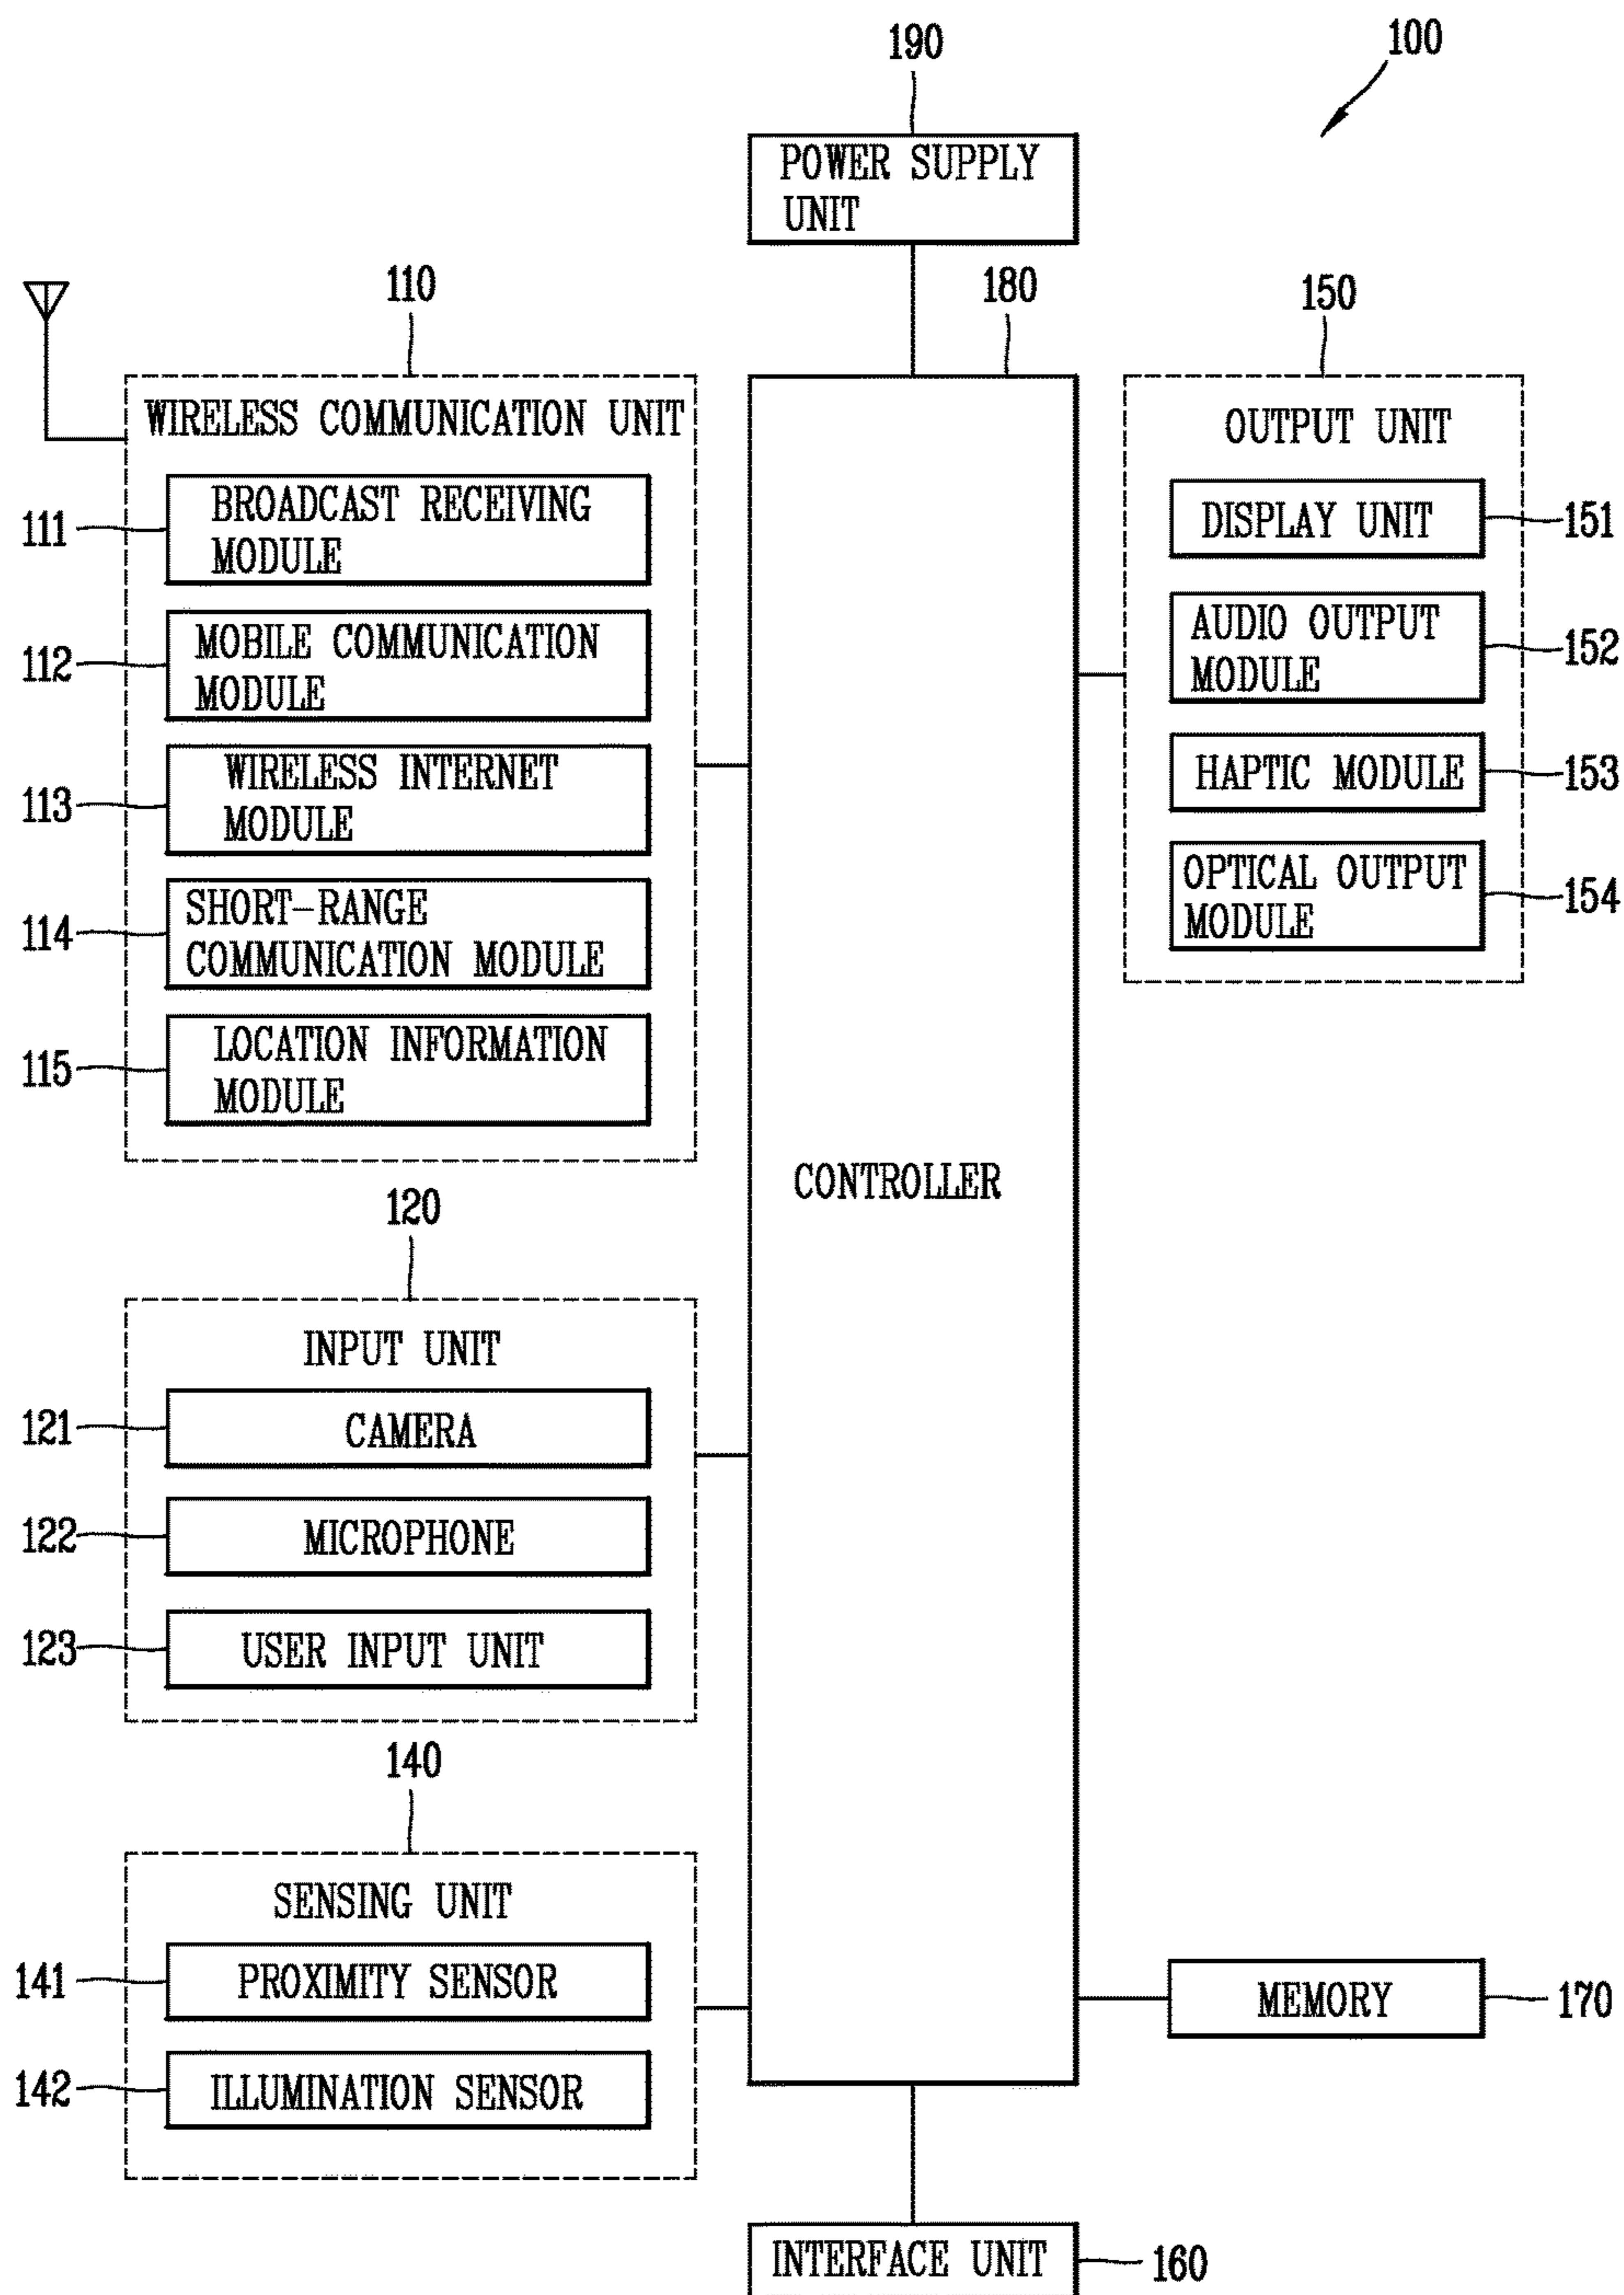 190
100
POWER SUPPLY
UNIT
110
180
150
WIRELESS COMMUNICATION UNIT
111
BROADCAST RECEIVING
MODULE
112
MOBILE COMMUNICATION
MODULE
113
WIRELESS INTERNET
MODULE
114
SHORT-RANGE
COMMUNICATION MODULE
115
LOCATION INFORMATION
MODULE
OUTPUT UNIT
DISPLAY UNIT
151
AUDIO OUTPUT
MODULE
152
HAPTIC MODULE
153
OPTICAL OUTPUT
MODULE
154
CONTROLLER
120
INPUT UNIT
121
CAMERA
122
MICROPHONE
123
USER INPUT UNIT
140
SENSING UNIT
141
PROXIMITY SENSOR
142
ILLUMINATION SENSOR
MEMORY
170
INTERFACE UNIT
160